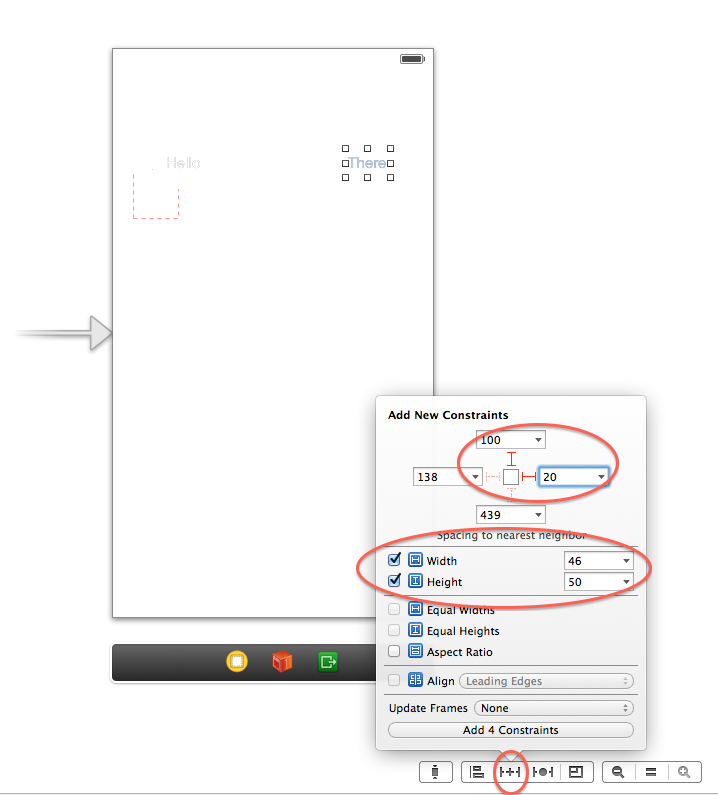 Hello
There
Add New Constraints
100
138
20
439
Spacing to nearest neighbor
Width 46
Height 50
Equal Widths
Equal Heights
Aspect Ratio
Align Leading Edges
Update Frames None
Add 4 Constraints